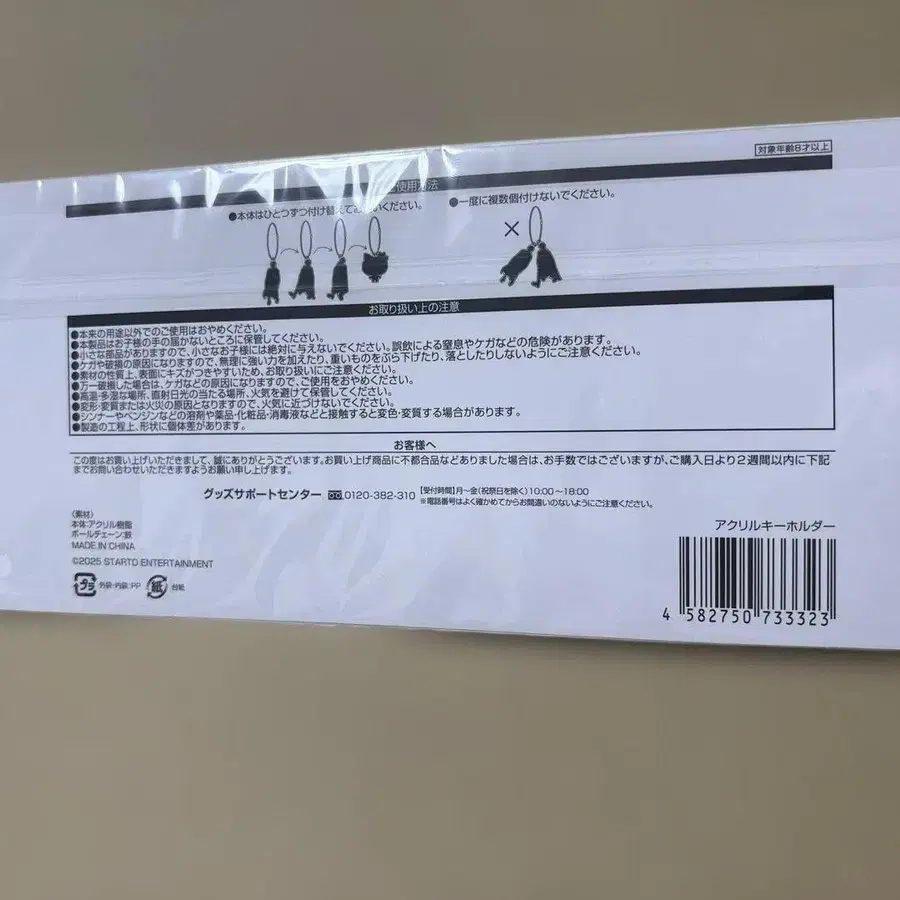 対象年齢8才以上
使用方法
●本体はひとつずつ付け替えてお使いください。
●一度に複数個付けないでください。
×
お取り扱い上の注意
●本来の用途以外でのご使用はおやめください。
●本製品はお子様の手の届かないところに保管してください。
●小さな部品がありますので、小さなお子様には絶対に与えないでください。誤飲による窒息やケガなどの危険があります。
●ケガや破損の原因になりますので、無理に強い力を加えたり、重いものをぶら下げたり、落としたりしないようにご注意ください。
●素材の性質上、表面にキズがつきやすいため、お取り扱いにご注意ください。
●万一破損した場合は、ケガなどの原因になりますので、ご使用をおやめください。
●高温・多湿な場所、直射日光の当たる場所、火気を避けて保管してください。
●変形・変質または火災の原因となりますので、火気に近づけないでください。
●シンナーやベンジンなどの溶剤や薬品・化粧品・消毒液などと接触すると変色・変質する場合があります。
●製造の工程上、形状に個体差があります。
お客様へ
この度はお買い上げいただきまして、誠にありがとうございます。お買い上げ商品に不都合品などありました場合は、お手数ではございますが、ご購入日より2週間以内に下記
までお問い合わせいただきますようお願い申し上げます。
グッズサポートセンター 0120-382-310 【受付時間】月～金(祝祭日を除く)10:00～18:00
※電話番号はよく確かめてからお間違いのないようにご注意ください。
〈素材〉
本体:アクリル樹脂
ボールチェーン:鉄
MADE IN CHINA
©2025 STARTO ENTERTAINMENT
プラ 外袋・内袋:PP 紙 台紙
アクリルキーホルダー
4 582750 733323